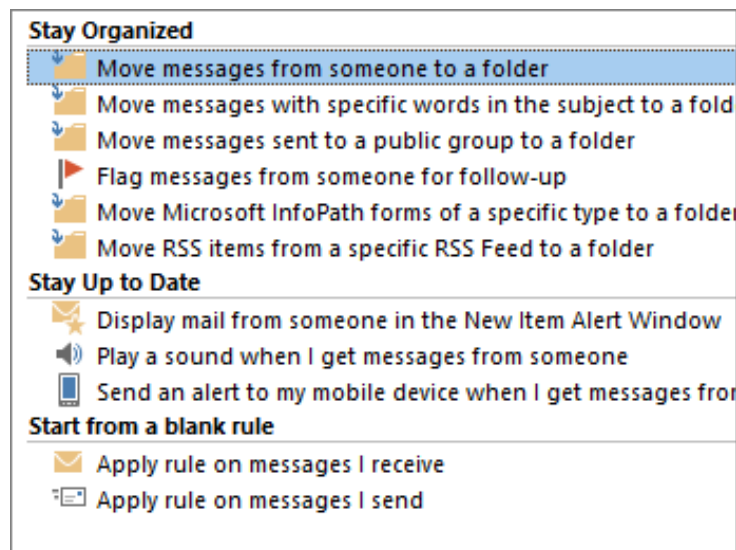 Stay Organized
Move messages from someone to a folder
Move messages with specific words in the subject to a fold
Move messages sent to a public group to a folder
Flag messages from someone for follow-up
Move Microsoft InfoPath forms of a specific type to a folder
Move RSS items from a specific RSS Feed to a folder
Stay Up to Date
Display mail from someone in the New Item Alert Window
Play a sound when I get messages from someone
Send an alert to my mobile device when I get messages from
Start from a blank rule
Apply rule on messages I receive
Apply rule on messages I send